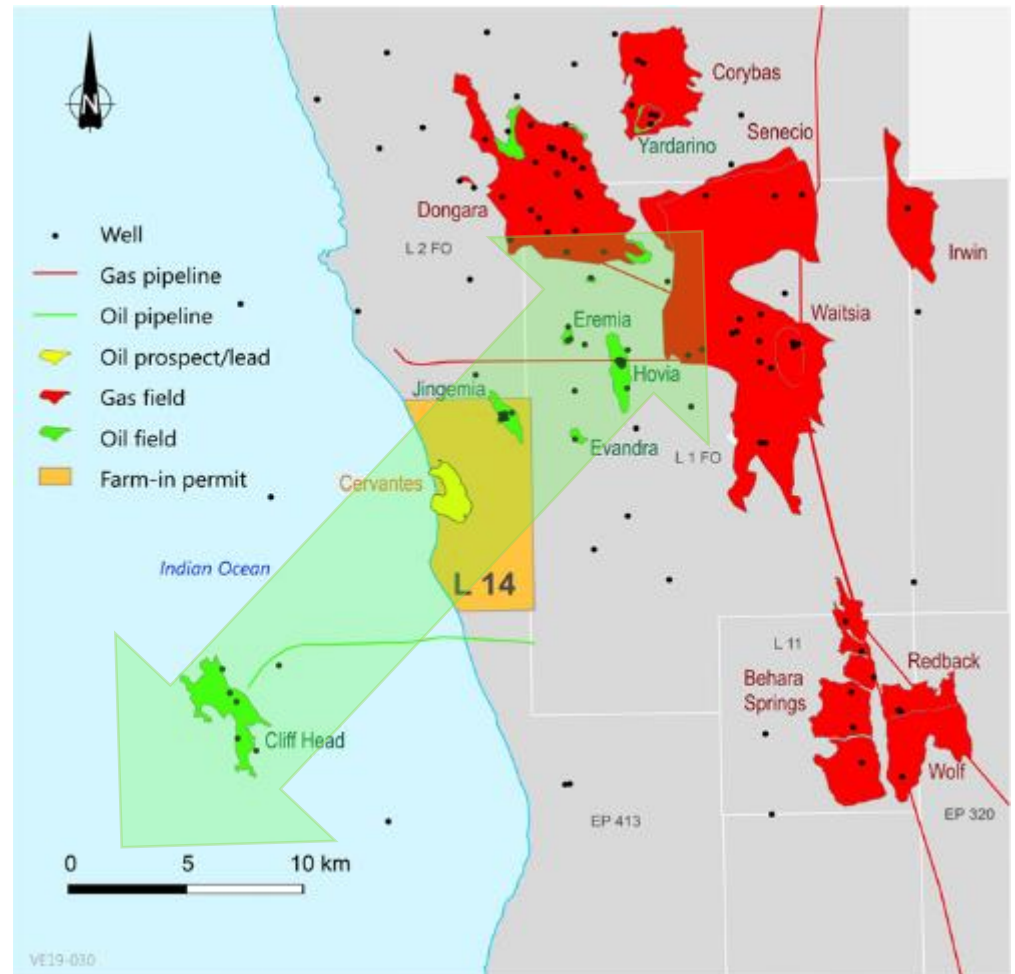 N
Corybas
Senecio
Yardarino
Dongara
L 2 FO
Irwin
Well
Gas pipeline
Oil pipeline
Oil prospect/lead
Gas field
Oil field
Farm-in permit
Waitsia
Eremia
Hovia
Jingemia
Evandra
L 1 FO
Cervantes
Indian Ocean
L 14
L 11
Redback
Behara
Springs
Cliff Head
Wolf
EP 413
EP 320
0 5 10 km
VE19-030